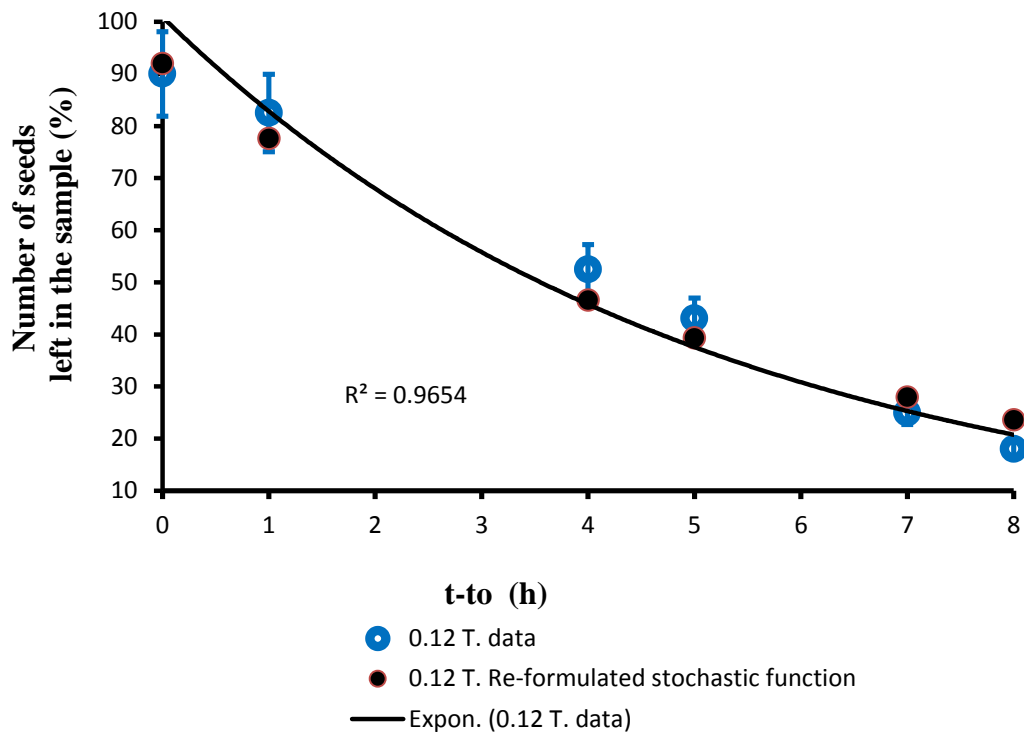 Number of seeds
left in the sample (%)
100
90
80
70
60
50
40
30
20
10
R² = 0.9654
0 1 2 3 4 5 6 7 8
t-to (h)
0.12 T. data
0.12 T. Re-formulated stochastic function
Expon. (0.12 T. data)